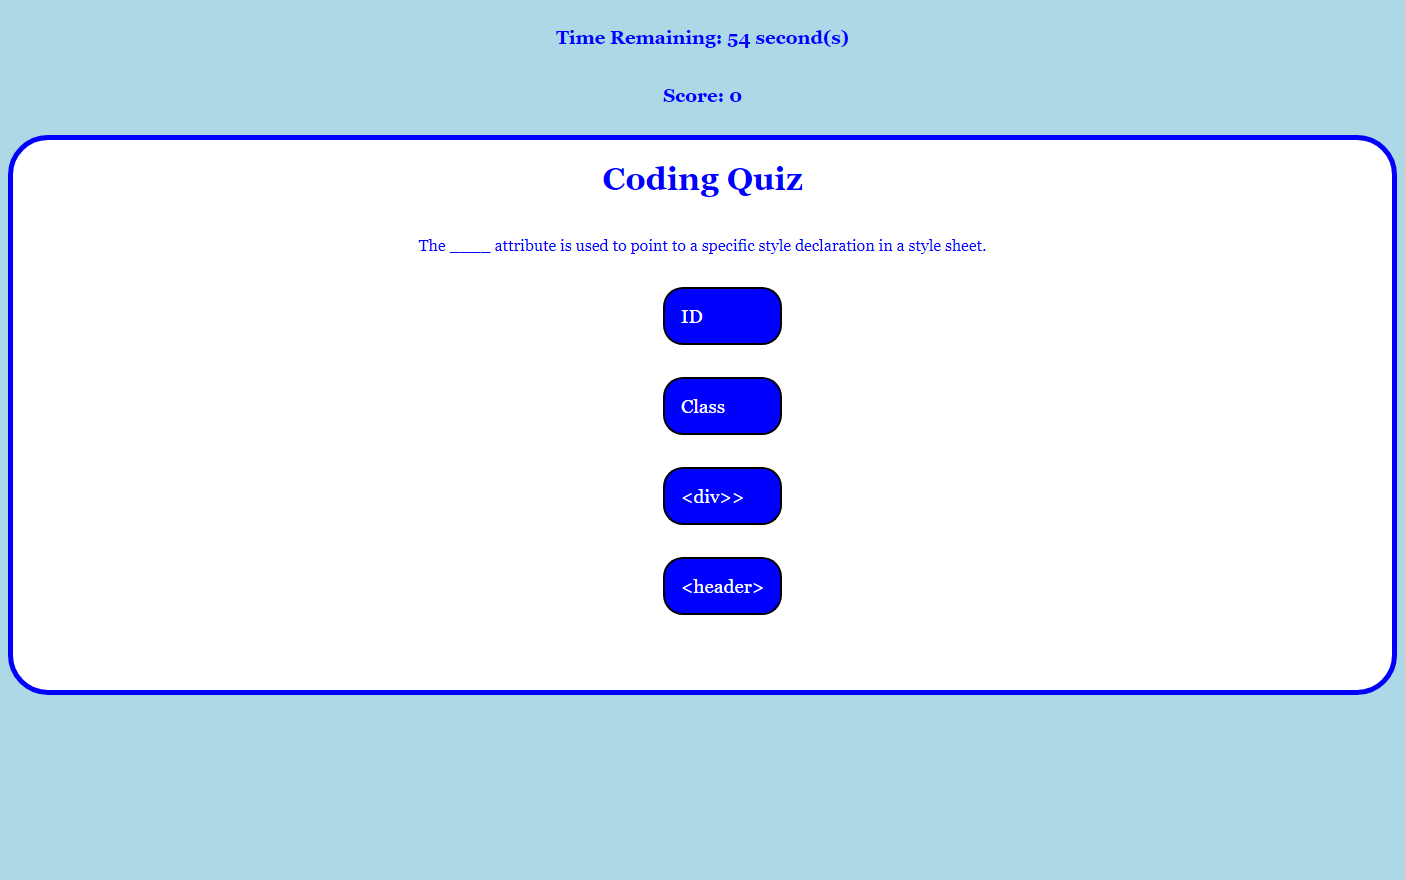 Time Remaining: 54 second(s)
Score: 0
Coding Quiz
The ____ attribute is used to point to a specific style declaration in a style sheet.
ID
Class
<div>>
<header>